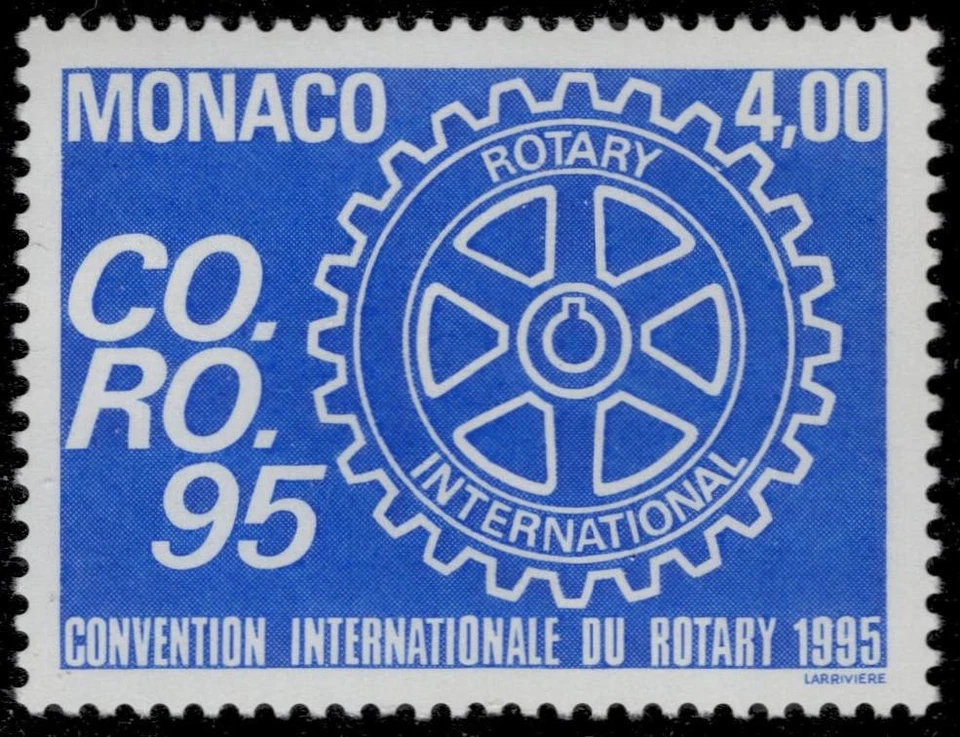 MONACO
4,00
ROTARY
INTERNATIONAL
CO.
RO.
95
CONVENTION INTERNATIONALE DU ROTARY 1995
LARRIVIERE